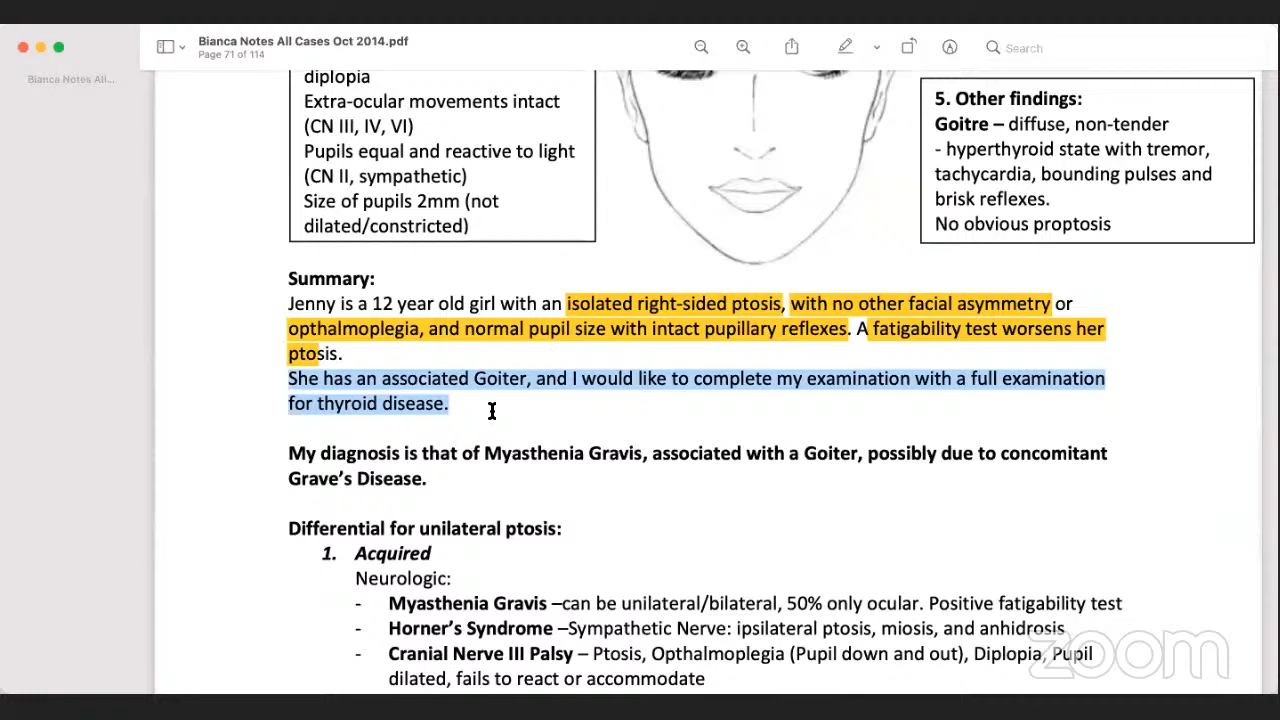 Bianca Notes All Cases Oct 2014.pdf
Page 71 of 114
Search
Bianca Notes All...
diplopia
Extra-ocular movements intact
(CN III, IV, VI)
Pupils equal and reactive to light
(CN II, sympathetic)
Size of pupils 2mm (not
dilated/constricted)
5. Other findings:
Goitre – diffuse, non-tender
- hyperthyroid state with tremor,
tachycardia, bounding pulses and
brisk reflexes.
No obvious proptosis
Summary:
Jenny is a 12 year old girl with an isolated right-sided ptosis, with no other facial asymmetry or
opthalmoplegia, and normal pupil size with intact pupillary reflexes. A fatigability test worsens her
ptosis.
She has an associated Goiter, and I would like to complete my examination with a full examination
for thyroid disease.
My diagnosis is that of Myasthenia Gravis, associated with a Goiter, possibly due to concomitant
Grave's Disease.
Differential for unilateral ptosis:
1. Acquired
Neurologic:
- Myasthenia Gravis –can be unilateral/bilateral, 50% only ocular. Positive fatigability test
- Horner's Syndrome –Sympathetic Nerve: ipsilateral ptosis, miosis, and anhidrosis
- Cranial Nerve III Palsy – Ptosis, Opthalmoplegia (Pupil down and out), Diplopia, Pupil
dilated, fails to react or accommodate
zoom